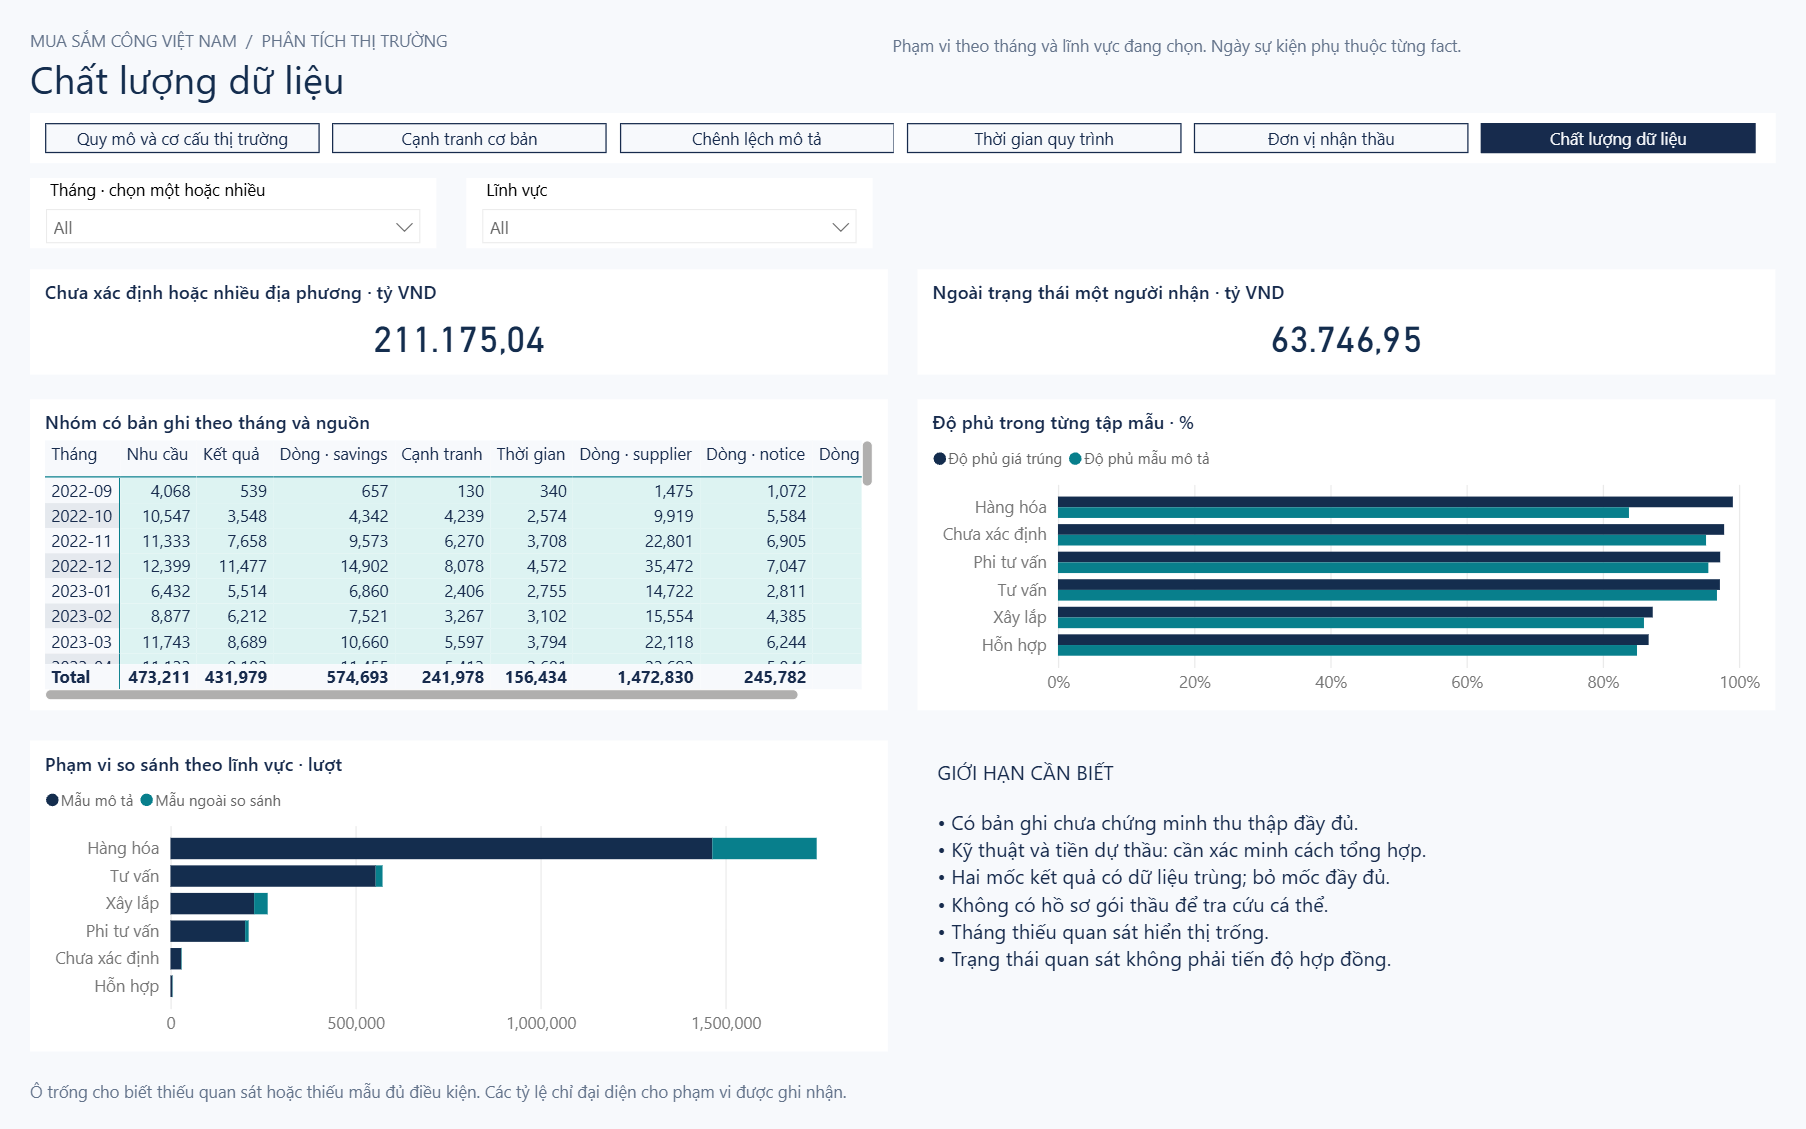 MUA SẮM CÔNG VIỆT NAM / PHÂN TÍCH THỊ TRƯỜNG
Phạm vi theo tháng và lĩnh vực đang chọn. Ngày sự kiện phụ thuộc từng fact.
Chất lượng dữ liệu
Quy mô và cơ cấu thị trường
Cạnh tranh cơ bản
Chênh lệch mô tả
Thời gian quy trình
Đơn vị nhận thầu
Chất lượng dữ liệu
Tháng · chọn một hoặc nhiều
All
Lĩnh vực
All
Chưa xác định hoặc nhiều địa phương · tỷ VND
211.175,04
Ngoài trạng thái một người nhận · tỷ VND
63.746,95
Nhóm có bản ghi theo tháng và nguồn
Tháng Nhu cầu Kết quả Dòng · savings Cạnh tranh Thời gian Dòng · supplier Dòng · notice Dòng
2022-09 4,068 539 657 130 340 1,475 1,072
2022-10 10,547 3,548 4,342 4,239 2,574 9,919 5,584
2022-11 11,333 7,658 9,573 6,270 3,708 22,801 6,905
2022-12 12,399 11,477 14,902 8,078 4,572 35,472 7,047
2023-01 6,432 5,514 6,860 2,406 2,755 14,722 2,811
2023-02 8,877 6,212 7,521 3,267 3,102 15,554 4,385
2023-03 11,743 8,689 10,660 5,597 3,794 22,118 6,244
Total 473,211 431,979 574,693 241,978 156,434 1,472,830 245,782
Độ phủ trong từng tập mẫu · %
Độ phủ giá trúng Độ phủ mẫu mô tả
Hàng hóa
Chưa xác định
Phi tư vấn
Tư vấn
Xây lắp
Hỗn hợp
0% 20% 40% 60% 80% 100%
Phạm vi so sánh theo lĩnh vực · lượt
Mẫu mô tả Mẫu ngoài so sánh
Hàng hóa
Tư vấn
Xây lắp
Phi tư vấn
Chưa xác định
Hỗn hợp
0 500,000 1,000,000 1,500,000
GIỚI HẠN CẦN BIẾT
• Có bản ghi chưa chứng minh thu thập đầy đủ.
• Kỹ thuật và tiền dự thầu: cần xác minh cách tổng hợp.
• Hai mốc kết quả có dữ liệu trùng; bỏ mốc đầy đủ.
• Không có hồ sơ gói thầu để tra cứu cá thể.
• Tháng thiếu quan sát hiển thị trống.
• Trạng thái quan sát không phải tiến độ hợp đồng.
Ô trống cho biết thiếu quan sát hoặc thiếu mẫu đủ điều kiện. Các tỷ lệ chỉ đại diện cho phạm vi được ghi nhận.